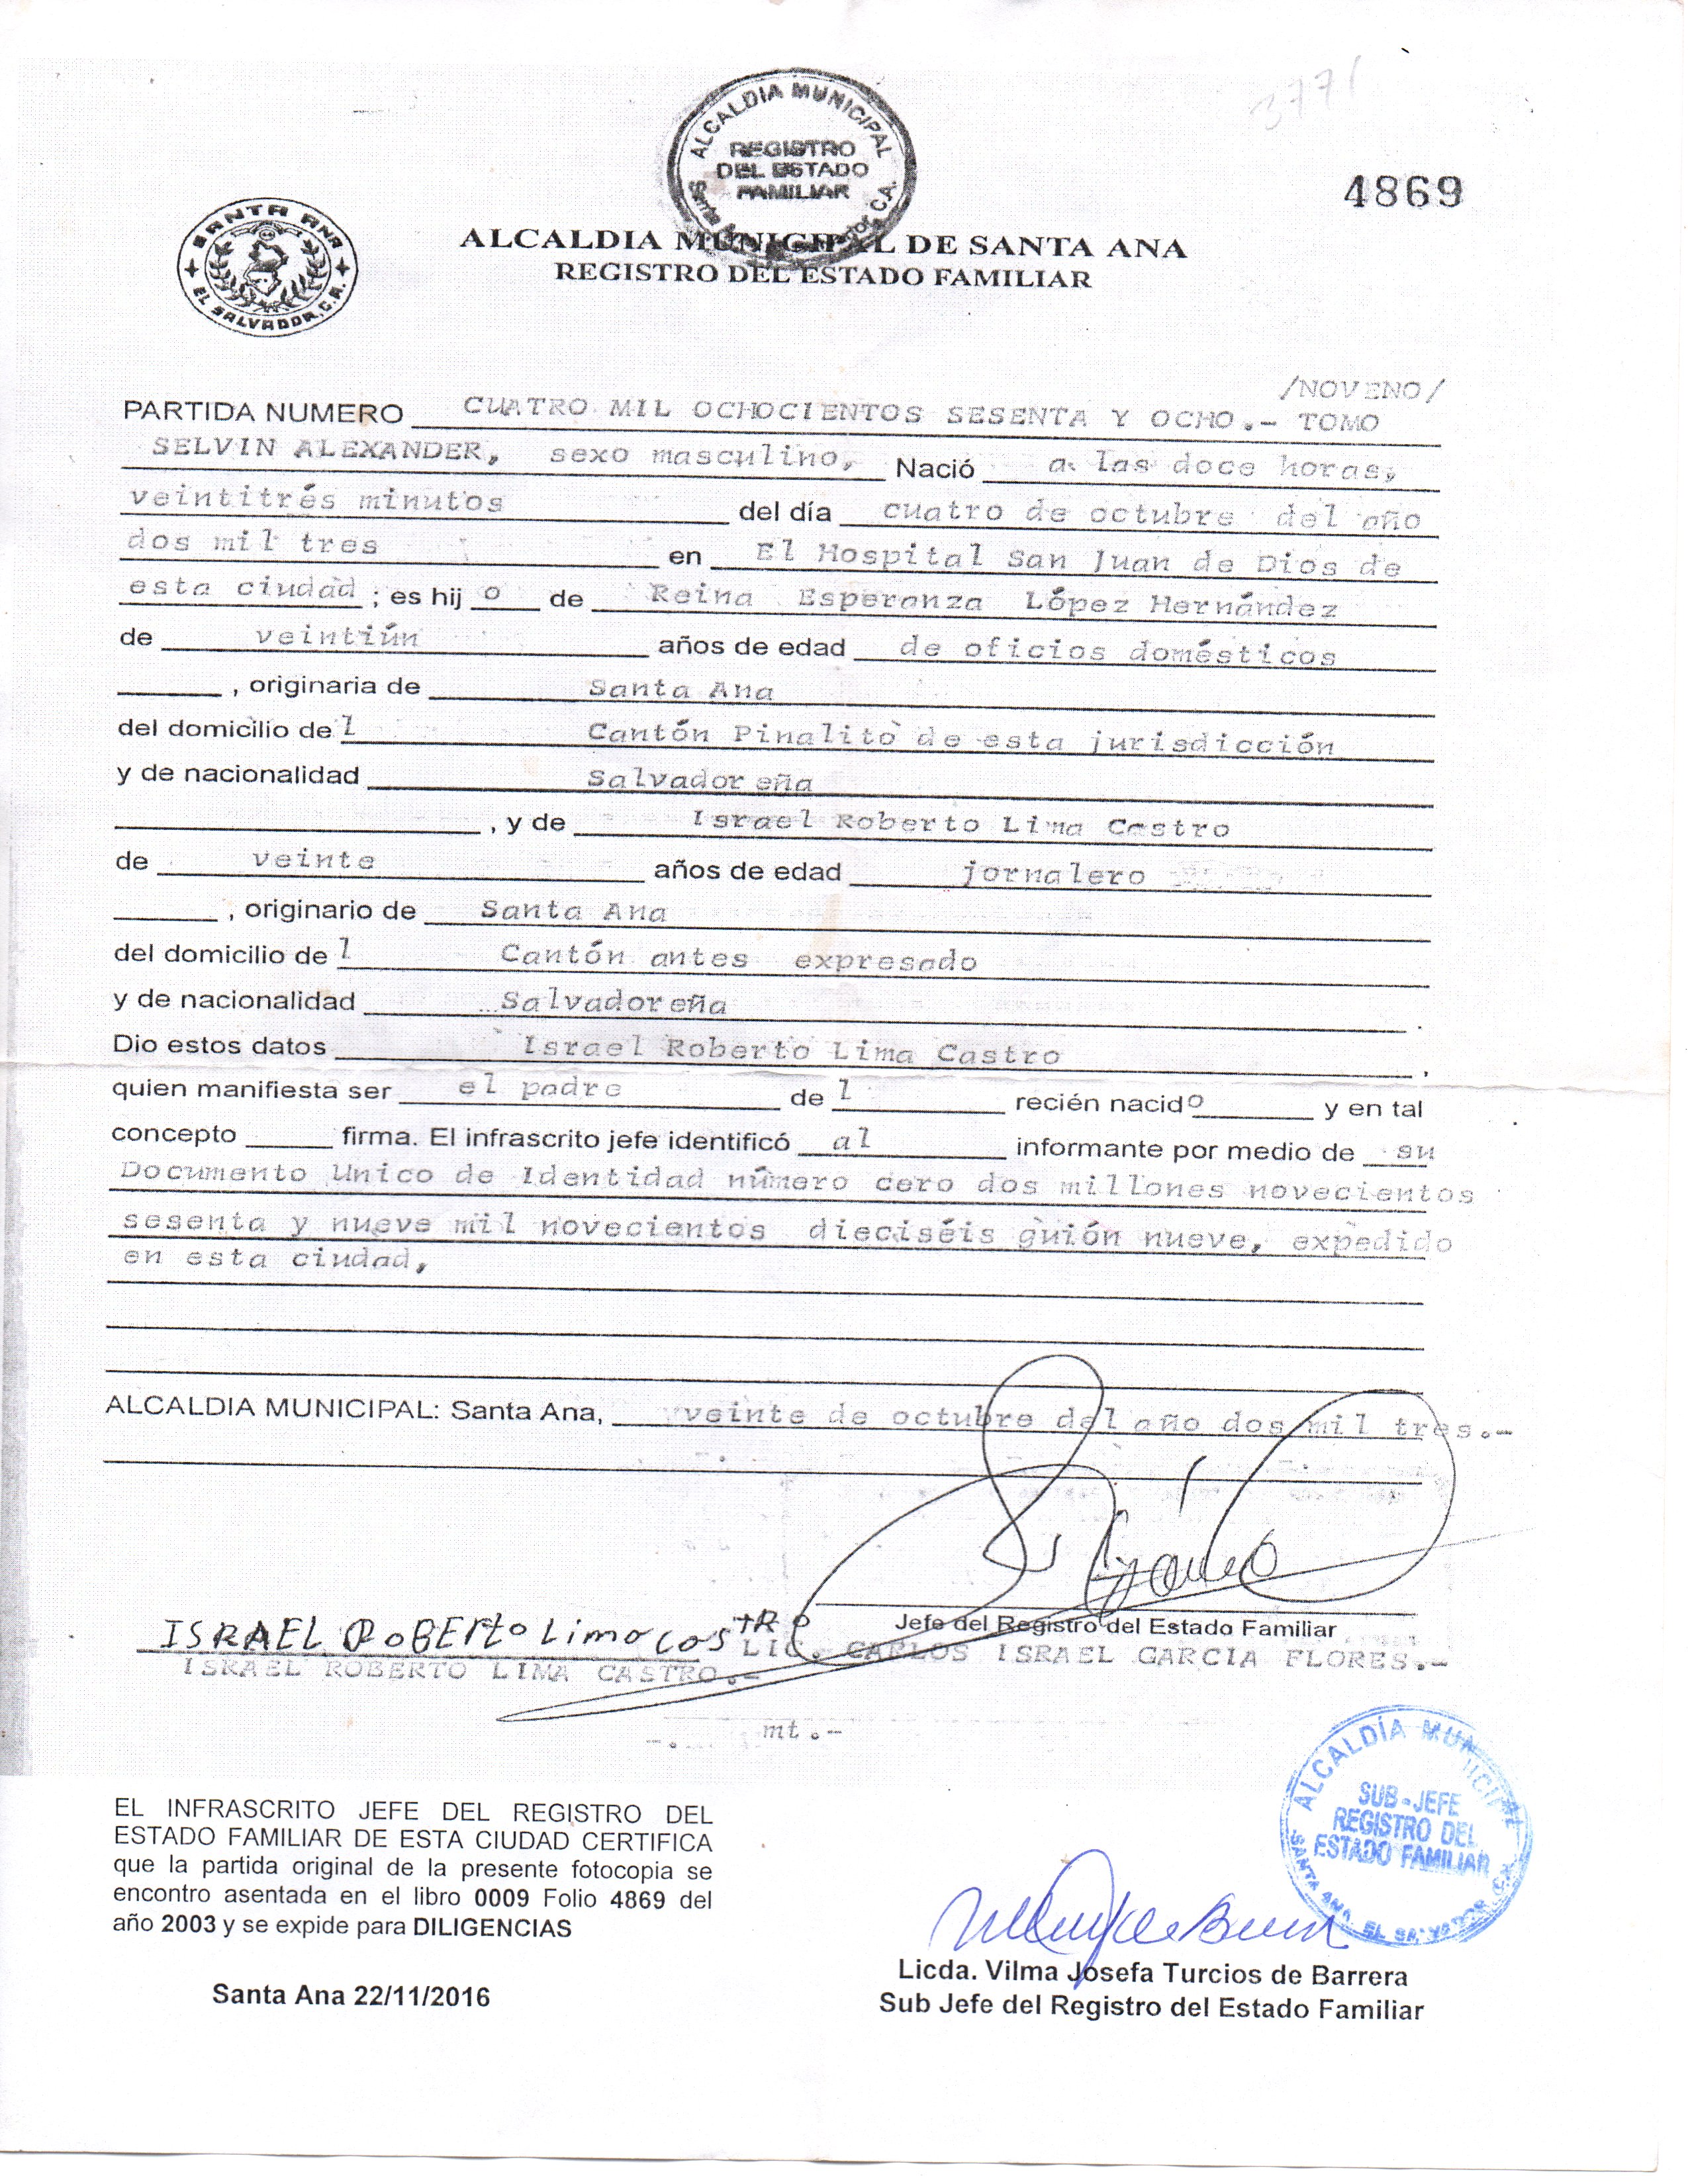 3771
ALCALDIA MUNICIPAL
REGISTRO
DEL ESTADO
FAMILIAR
4869
SANTA ANA
EL SALVADOR, C.A.
ALCALDIA MUNICIPAL DE SANTA ANA
REGISTRO DEL ESTADO FAMILIAR
/NOVENO/
PARTIDA NUMERO CUATRO MIL OCHOCIENTOS SESENTA Y OCHO.- TOMO
SELVIN ALEXANDER, sexo masculino, Nació a las doce horas,
veintitrés minutos del día cuatro de octubre del año
dos mil tres en El Hospital San Juan de Dios de
esta ciudad ; es hij o de Reina Esperanza López Hernández
de veintiún años de edad de oficios domésticos
, originaria de Santa Ana
del domicilio de l Cantón Pinalito de esta jurisdicción
y de nacionalidad Salvadoreña
, y de Israel Roberto Lima Castro
de veinte años de edad jornalero
, originario de Santa Ana
del domicilio de l Cantón antes expresado
y de nacionalidad Salvadoreña .
Dio estos datos Israel Roberto Lima Castro ,
quien manifiesta ser el padre de l recién nacido y en tal
concepto firma. El infrascrito jefe identificó al informante por medio de su
Documento Unico de Identidad número cero dos millones novecientos
sesenta y nueve mil novecientos dieciséis guión nueve, expedido
en esta ciudad,
ALCALDIA MUNICIPAL: Santa Ana, veinte de octubre del año dos mil tres.-
ISRAEL RoBERto Lima cosTRo
Jefe del Registro del Estado Familiar
ISRAEL ROBERTO LIMA CASTRO.-
LIC. CARLOS ISRAEL GARCIA FLORES.-
mt.-
EL INFRASCRITO JEFE DEL REGISTRO DEL
ESTADO FAMILIAR DE ESTA CIUDAD CERTIFICA
que la partida original de la presente fotocopia se
encontro asentada en el libro 0009 Folio 4869 del
año 2003 y se expide para DILIGENCIAS
Santa Ana 22/11/2016
ALCALDÍA MUNICIPAL
SUB-JEFE
REGISTRO DEL
ESTADO FAMILIAR
SANTA ANA, EL SALVADOR, C.A.
Licda. Vilma Josefa Turcios de Barrera
Sub Jefe del Registro del Estado Familiar